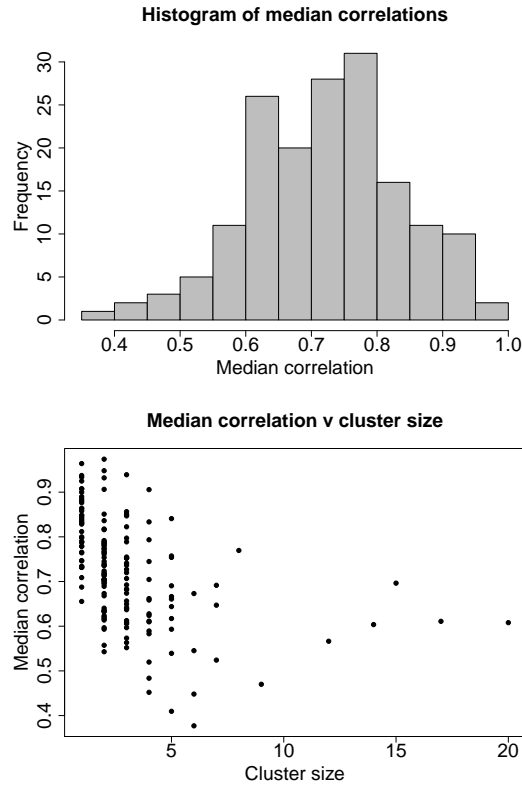 Histogram of median correlations
Frequency
0 5 10 15 20 25 30
0.4 0.5 0.6 0.7 0.8 0.9 1.0
Median correlation
Median correlation v cluster size
Median correlation
0.4 0.5 0.6 0.7 0.8 0.9
5 10 15 20
Cluster size